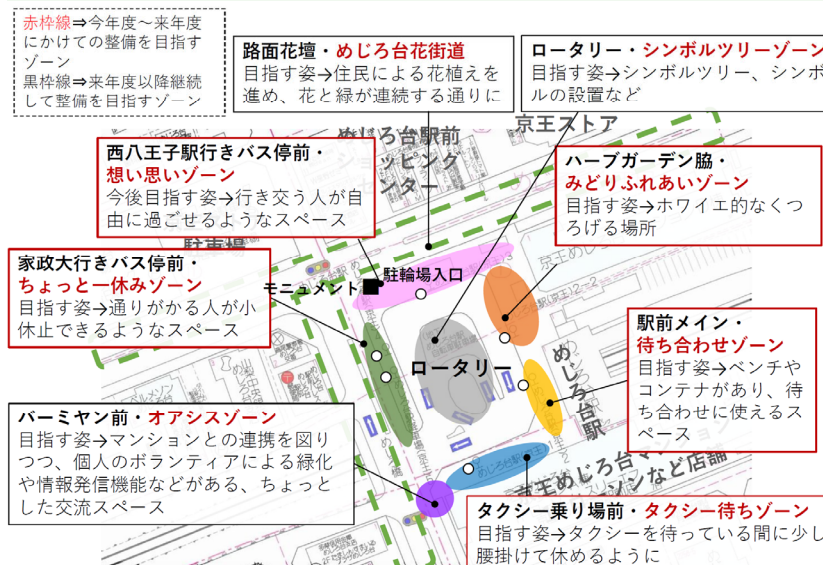 赤枠線⇒今年度～来年度
にかけての整備を目指す
ゾーン
黒枠線⇒来年度以降継続
して整備を目指すゾーン
路面花壇・めじろ台花街道
目指す姿→住民による花植えを
進め、花と緑が連続する通りに
ロータリー・シンボルツリーゾーン
目指す姿→シンボルツリー、シンボ
ルの設置など
西八王子駅行きバス停前・
想い思いゾーン
今後目指す姿→行き交う人が自
由に過ごせるようなスペース
めじろ台駅前
ショッピング
センター
京王ストア
ハーブガーデン脇・
みどりふれあいゾーン
目指す姿→ホワイエ的なくつ
ろげる場所
駐車場
家政大行きバス停前・
ちょっと一休みゾーン
目指す姿→通りがかる人が小
休止できるようなスペース
モニュメント
駐輪場入口
ロータリー
めじろ台駅
駅前メイン・
待ち合わせゾーン
目指す姿→ベンチや
コンテナがあり、待
ち合わせに使えるス
ペース
バーミヤン前・オアシスゾーン
目指す姿→マンションとの連携を図り
つつ、個人のボランティアによる緑化
や情報発信機能などがある、ちょっと
した交流スペース
京王めじろ台マンション
ソンなど店舗
タクシー乗り場前・タクシー待ちゾーン
目指す姿→タクシーを待っている間に少し
腰掛けて休めるように